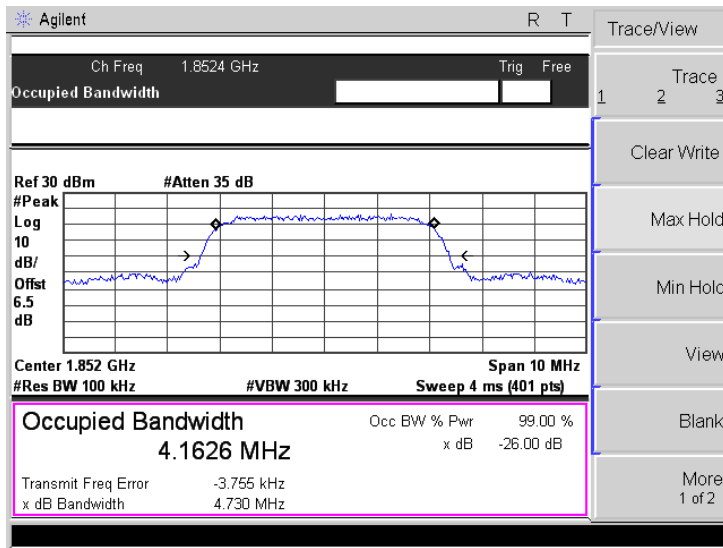 Agilent R T
Trace/View
Ch Freq 1.8524 GHz Trig Free
Occupied Bandwidth
Trace
1 2 3
Clear Write
Max Hold
Min Hold
View
Blank
More
1 of 2
Ref 30 dBm #Atten 35 dB
#Peak
Log
10
dB/
Offst
6.5
dB
Center 1.852 GHz Span 10 MHz
#Res BW 100 kHz #VBW 300 kHz Sweep 4 ms (401 pts)
Occupied Bandwidth Occ BW % Pwr 99.00 %
4.1626 MHz x dB -26.00 dB
Transmit Freq Error -3.755 kHz
x dB Bandwidth 4.730 MHz